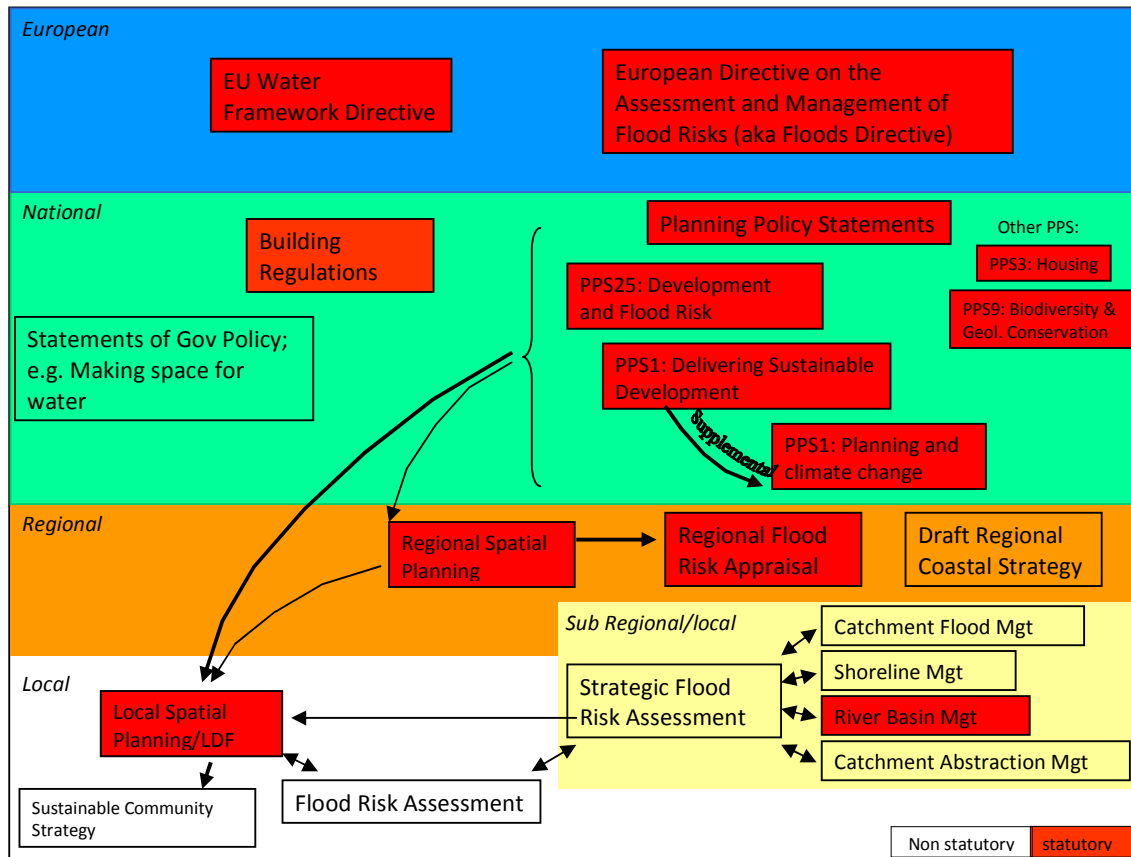 European
EU Water
Framework Directive
European Directive on the
Assessment and Management of
Flood Risks (aka Floods Directive)
National
Building
Regulations
Statements of Gov Policy;
e.g. Making space for
water
Planning Policy Statements
Other PPS:
PPS3: Housing
PPS9: Biodiversity &
Geol. Conservation
PPS25: Development
and Flood Risk
PPS1: Delivering Sustainable
Development
Supplemental
PPS1: Planning and
climate change
Regional
Regional Spatial
Planning
Regional Flood
Risk Appraisal
Draft Regional
Coastal Strategy
Sub Regional/local
Catchment Flood Mgt
Shoreline Mgt
River Basin Mgt
Catchment Abstraction Mgt
Strategic Flood
Risk Assessment
Local
Local Spatial
Planning/LDF
Flood Risk Assessment
Sustainable Community
Strategy
Non statutory
statutory